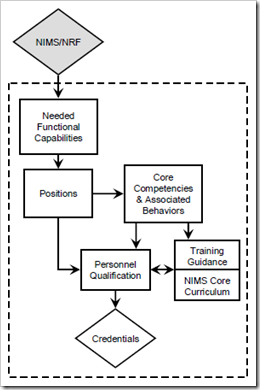 NIMS/NRF
Needed
Functional
Capabilities
Positions
Core
Competencies
& Associated
Behaviors
Personnel
Qualification
Training
Guidance
NIMS Core
Curriculum
Credentials